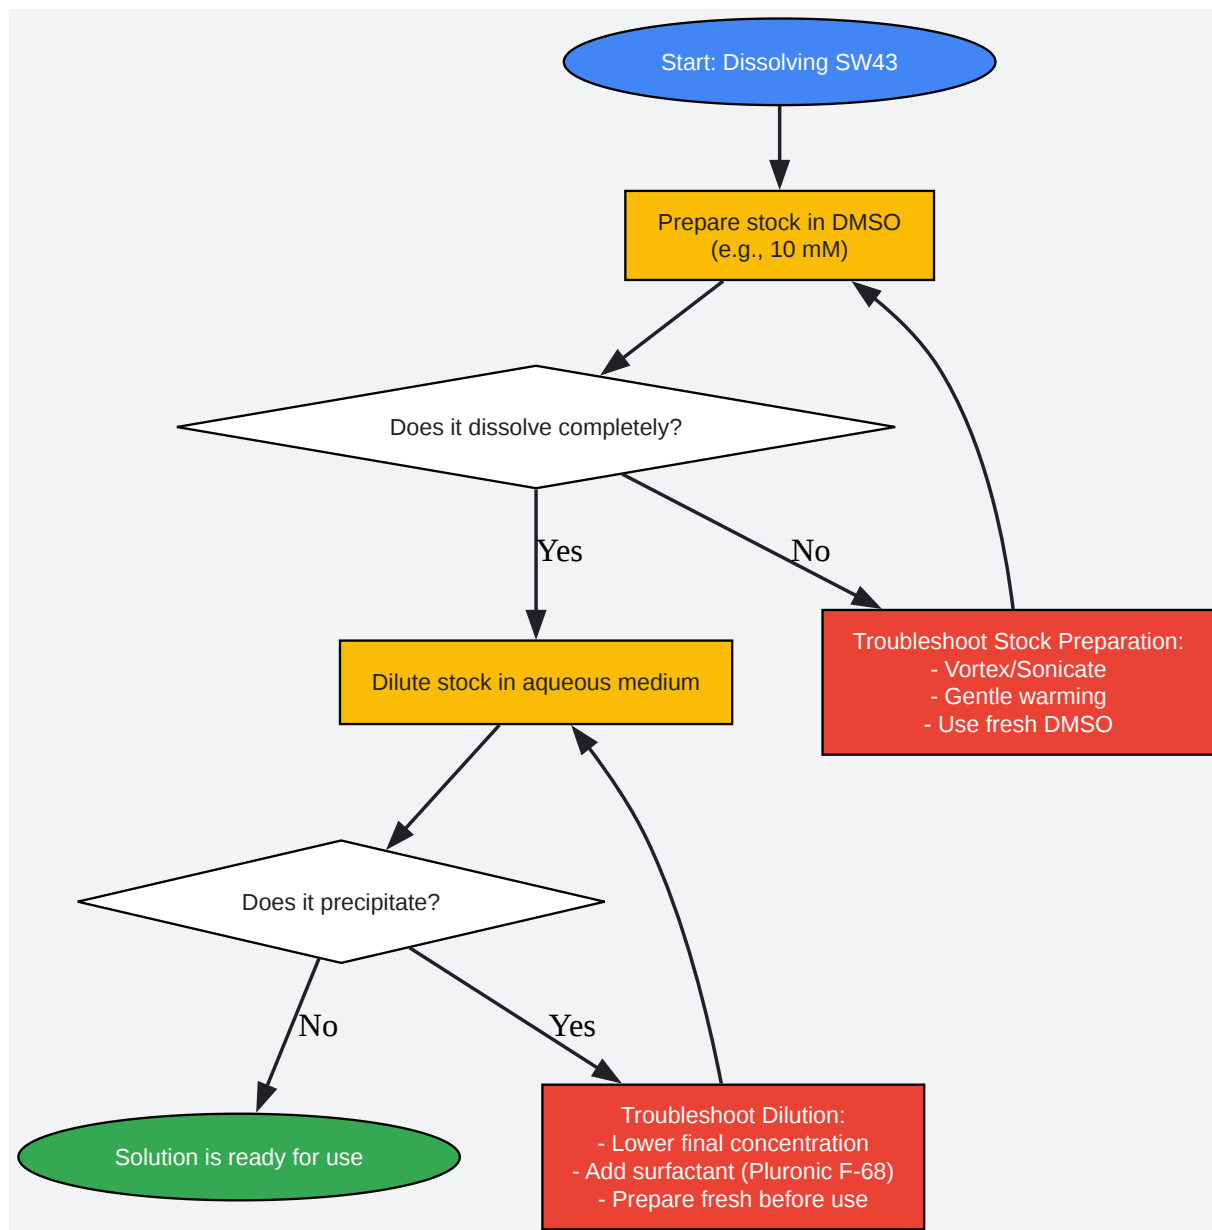 Start: Dissolving SW43
Prepare stock in DMSO
(e.g., 10 mM)
Does it dissolve completely?
Yes
No
Troubleshoot Stock Preparation:
- Vortex/Sonicate
- Gentle warming
- Use fresh DMSO
Dilute stock in aqueous medium
Does it precipitate?
No
Yes
Solution is ready for use
Troubleshoot Dilution:
- Lower final concentration
- Add surfactant (Pluronic F-68)
- Prepare fresh before use